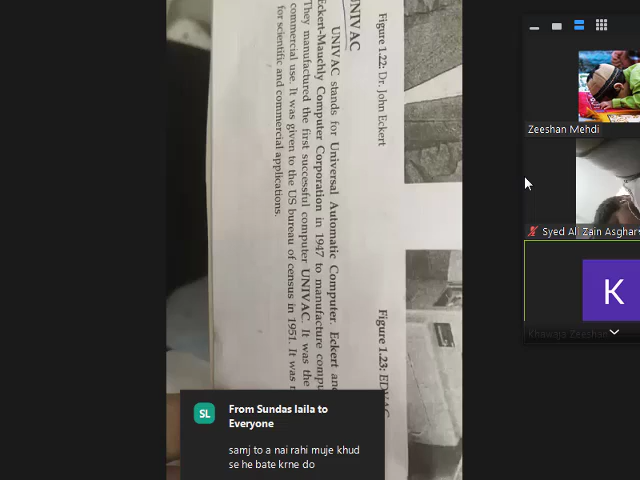 Figure 1.22: Dr. John Eckert
Figure 1.23: EDVAC
UNIVAC
UNIVAC stands for Universal Automatic Computer. Eckert and
Eckert-Mauchly Computer Corporation in 1947 to manufacture
They manufactured the first successful computer UNIVAC. It was the
commercial use. It was given to the US bureau of census in 1951. It was
for scientific and commercial applications.
Zeeshan Mehdi
Syed Ali Zain Asghar
K
Khawaja Zeeshan
SL
From Sundas laila to
Everyone
samj to a nai rahi muje khud
se he bate krne do